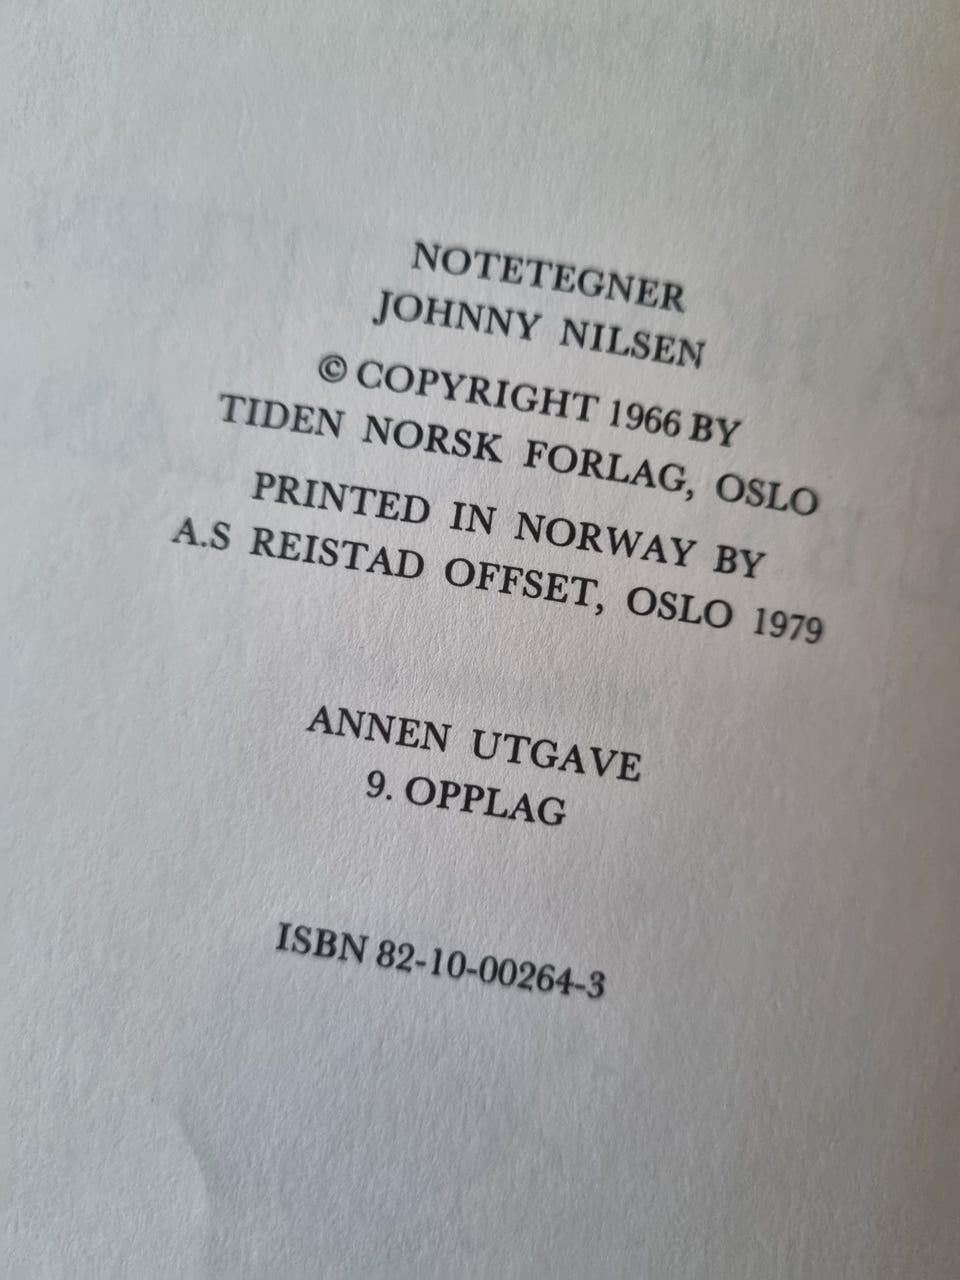 NOTETEGNER
JOHNNY NILSEN
© COPYRIGHT 1966 BY
TIDEN NORSK FORLAG, OSLO
PRINTED IN NORWAY BY
A.S REISTAD OFFSET, OSLO 1979
ANNEN UTGAVE
9. OPPLAG
ISBN 82-10-00264-3